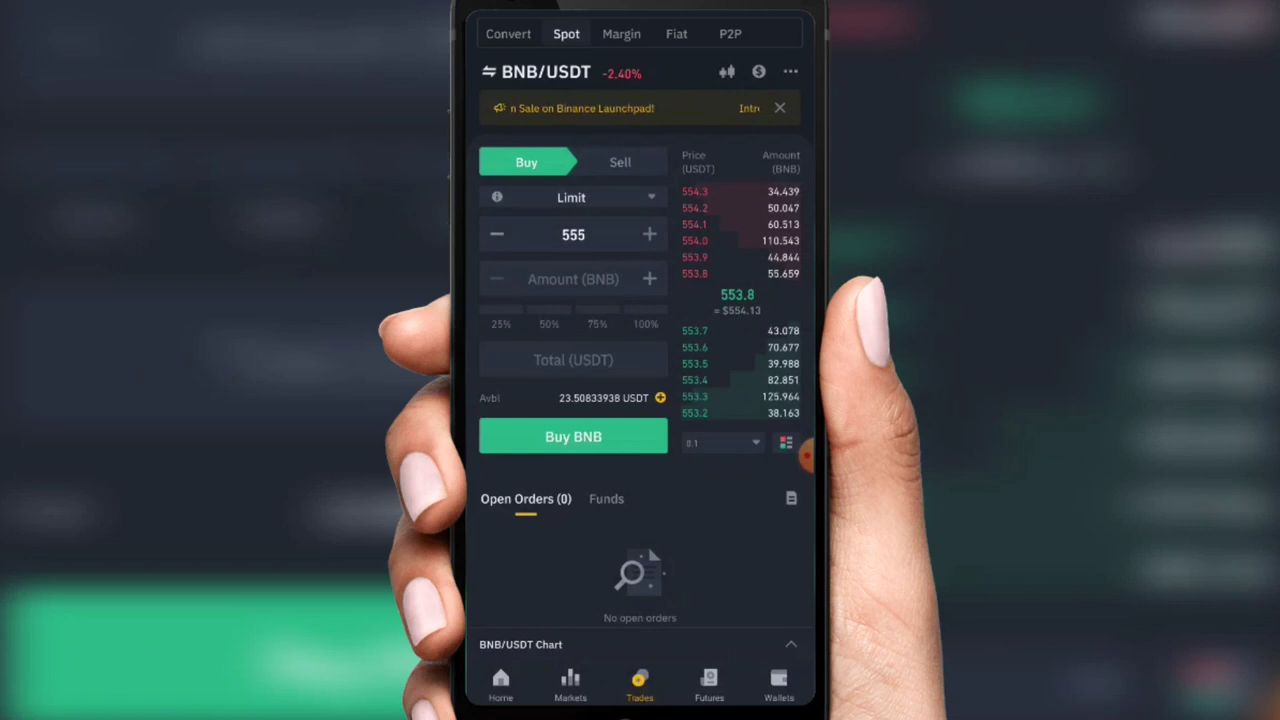 Convert Spot Margin Fiat P2P
BNB/USDT -2.40%
n Sale on Binance Launchpad! Intro
Buy Sell
Limit
555
Amount (BNB)
25% 50% 75% 100%
Total (USDT)
Avbl 23.50833938 USDT
Buy BNB
Price Amount
(USDT) (BNB)
554.3 34.439
554.2 50.047
554.1 60.513
554.0 110.543
553.9 44.844
553.8 55.659
553.8
= $554.13
553.7 43.078
553.6 70.677
553.5 39.988
553.4 82.851
553.3 125.964
553.2 38.163
0.1
Open Orders (0) Funds
No open orders
BNB/USDT Chart
Home Markets Trades Futures Wallets